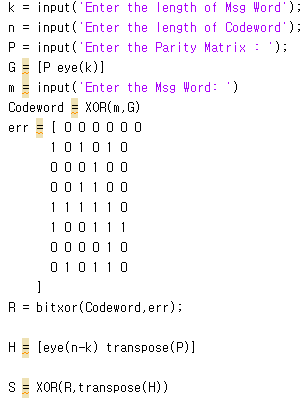 k = input('Enter the length of Msg Word');
n = input('Enter the length of Codeword');
P = input('Enter the Parity Matrix : ');
G = [P eye(k)]
m = input('Enter the Msg Word: ')
Codeword = XOR(m,G)
err = [ 0 0 0 0 0 0
1 0 1 0 1 0
0 0 0 1 0 0
0 0 1 1 0 0
1 1 1 1 1 0
1 0 0 1 1 1
0 0 0 0 1 0
0 1 0 1 1 0
]
R = bitxor(Codeword,err);
H = [eye(n-k) transpose(P)]
S = XOR(R,transpose(H))